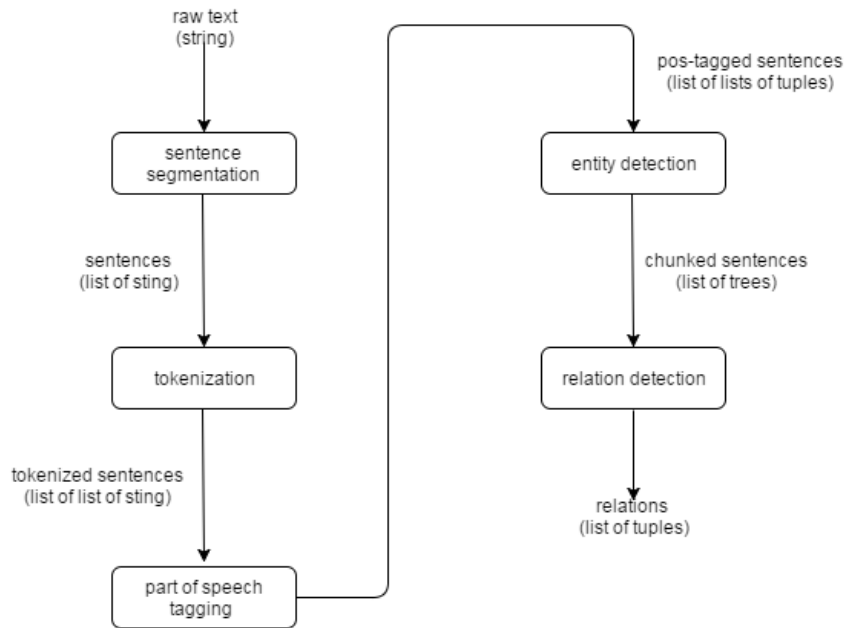 raw text
(string)
sentence
segmentation
sentences
(list of sting)
tokenization
tokenized sentences
(list of list of sting)
part of speech
tagging
pos-tagged sentences
(list of lists of tuples)
entity detection
chunked sentences
(list of trees)
relation detection
relations
(list of tuples)